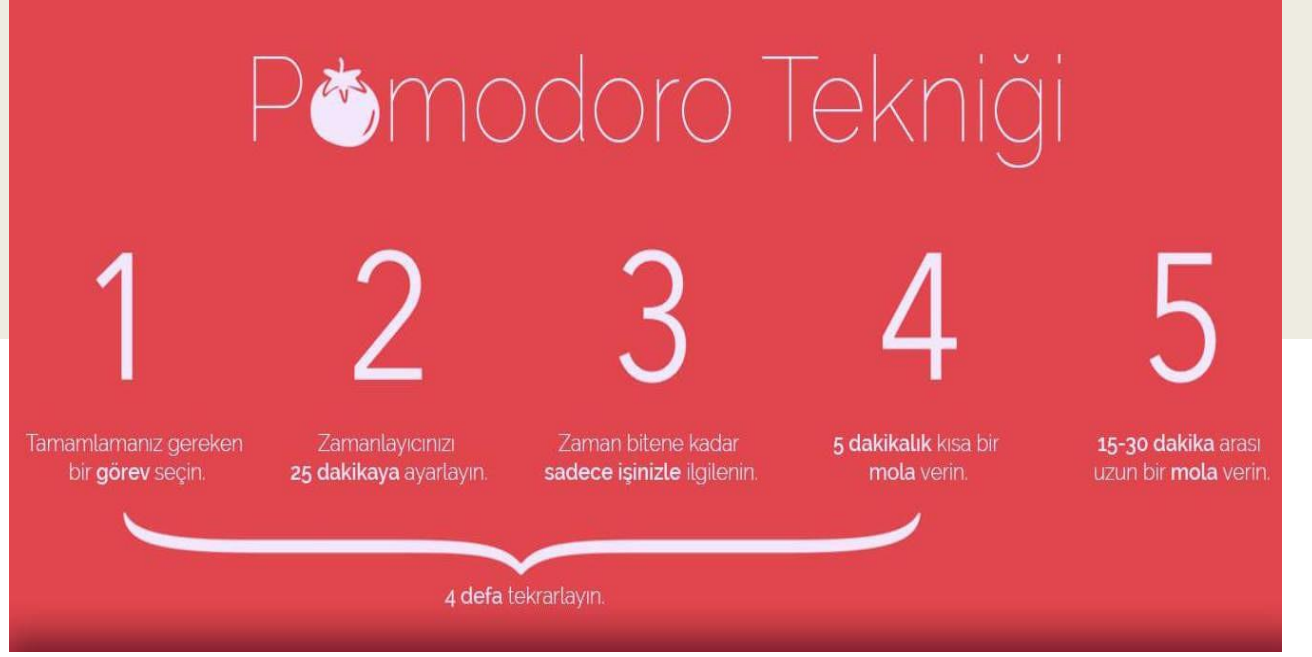 Pomodoro Tekniği
1
Tamamlamanız gereken
bir görev seçin.
2
Zamanlayıcınızı
25 dakikaya ayarlayın.
3
Zaman bitene kadar
sadece işinizle ilgilenin.
4
5 dakikalık kısa bir
mola verin.
5
15-30 dakika arası
uzun bir mola verin.
4 defa tekrarlayın.